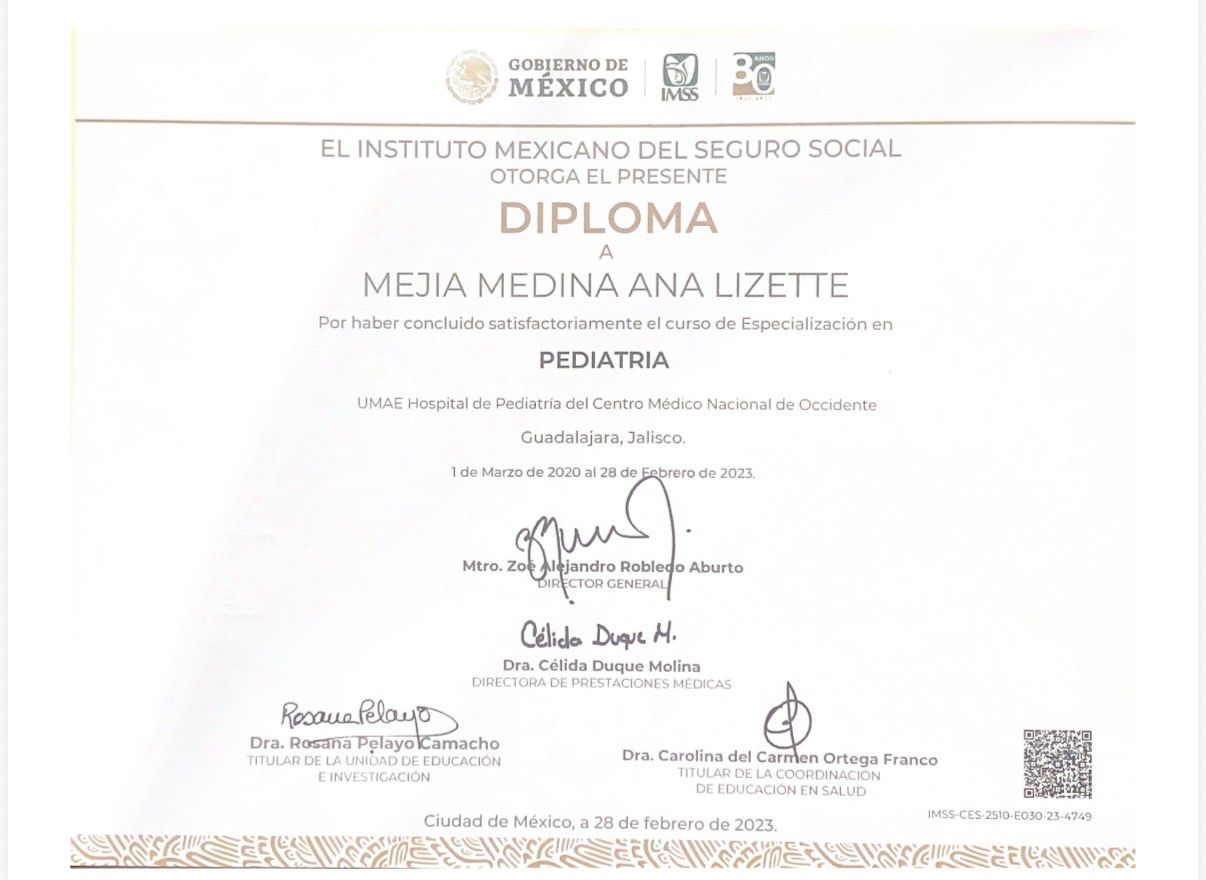 GOBIERNO DE
MÉXICO
IMSS
80 AÑOS
EL INSTITUTO MEXICANO DEL SEGURO SOCIAL
OTORGA EL PRESENTE
DIPLOMA
A
MEJIA MEDINA ANA LIZETTE
Por haber concluido satisfactoriamente el curso de Especialización en
PEDIATRIA
UMAE Hospital de Pediatría del Centro Médico Nacional de Occidente
Guadalajara, Jalisco.
1 de Marzo de 2020 al 28 de Febrero de 2023.
Mtro. Zoé Alejandro Robledo Aburto
DIRECTOR GENERAL
Célida Duque M.
Dra. Célida Duque Molina
DIRECTORA DE PRESTACIONES MÉDICAS
Rosana Pelayo
Dra. Rosana Pelayo Camacho
TITULAR DE LA UNIDAD DE EDUCACIÓN
E INVESTIGACIÓN
Dra. Carolina del Carmen Ortega Franco
TITULAR DE LA COORDINACIÓN
DE EDUCACIÓN EN SALUD
IMSS-CES-2510-E030-23-4749
Ciudad de México, a 28 de febrero de 2023.